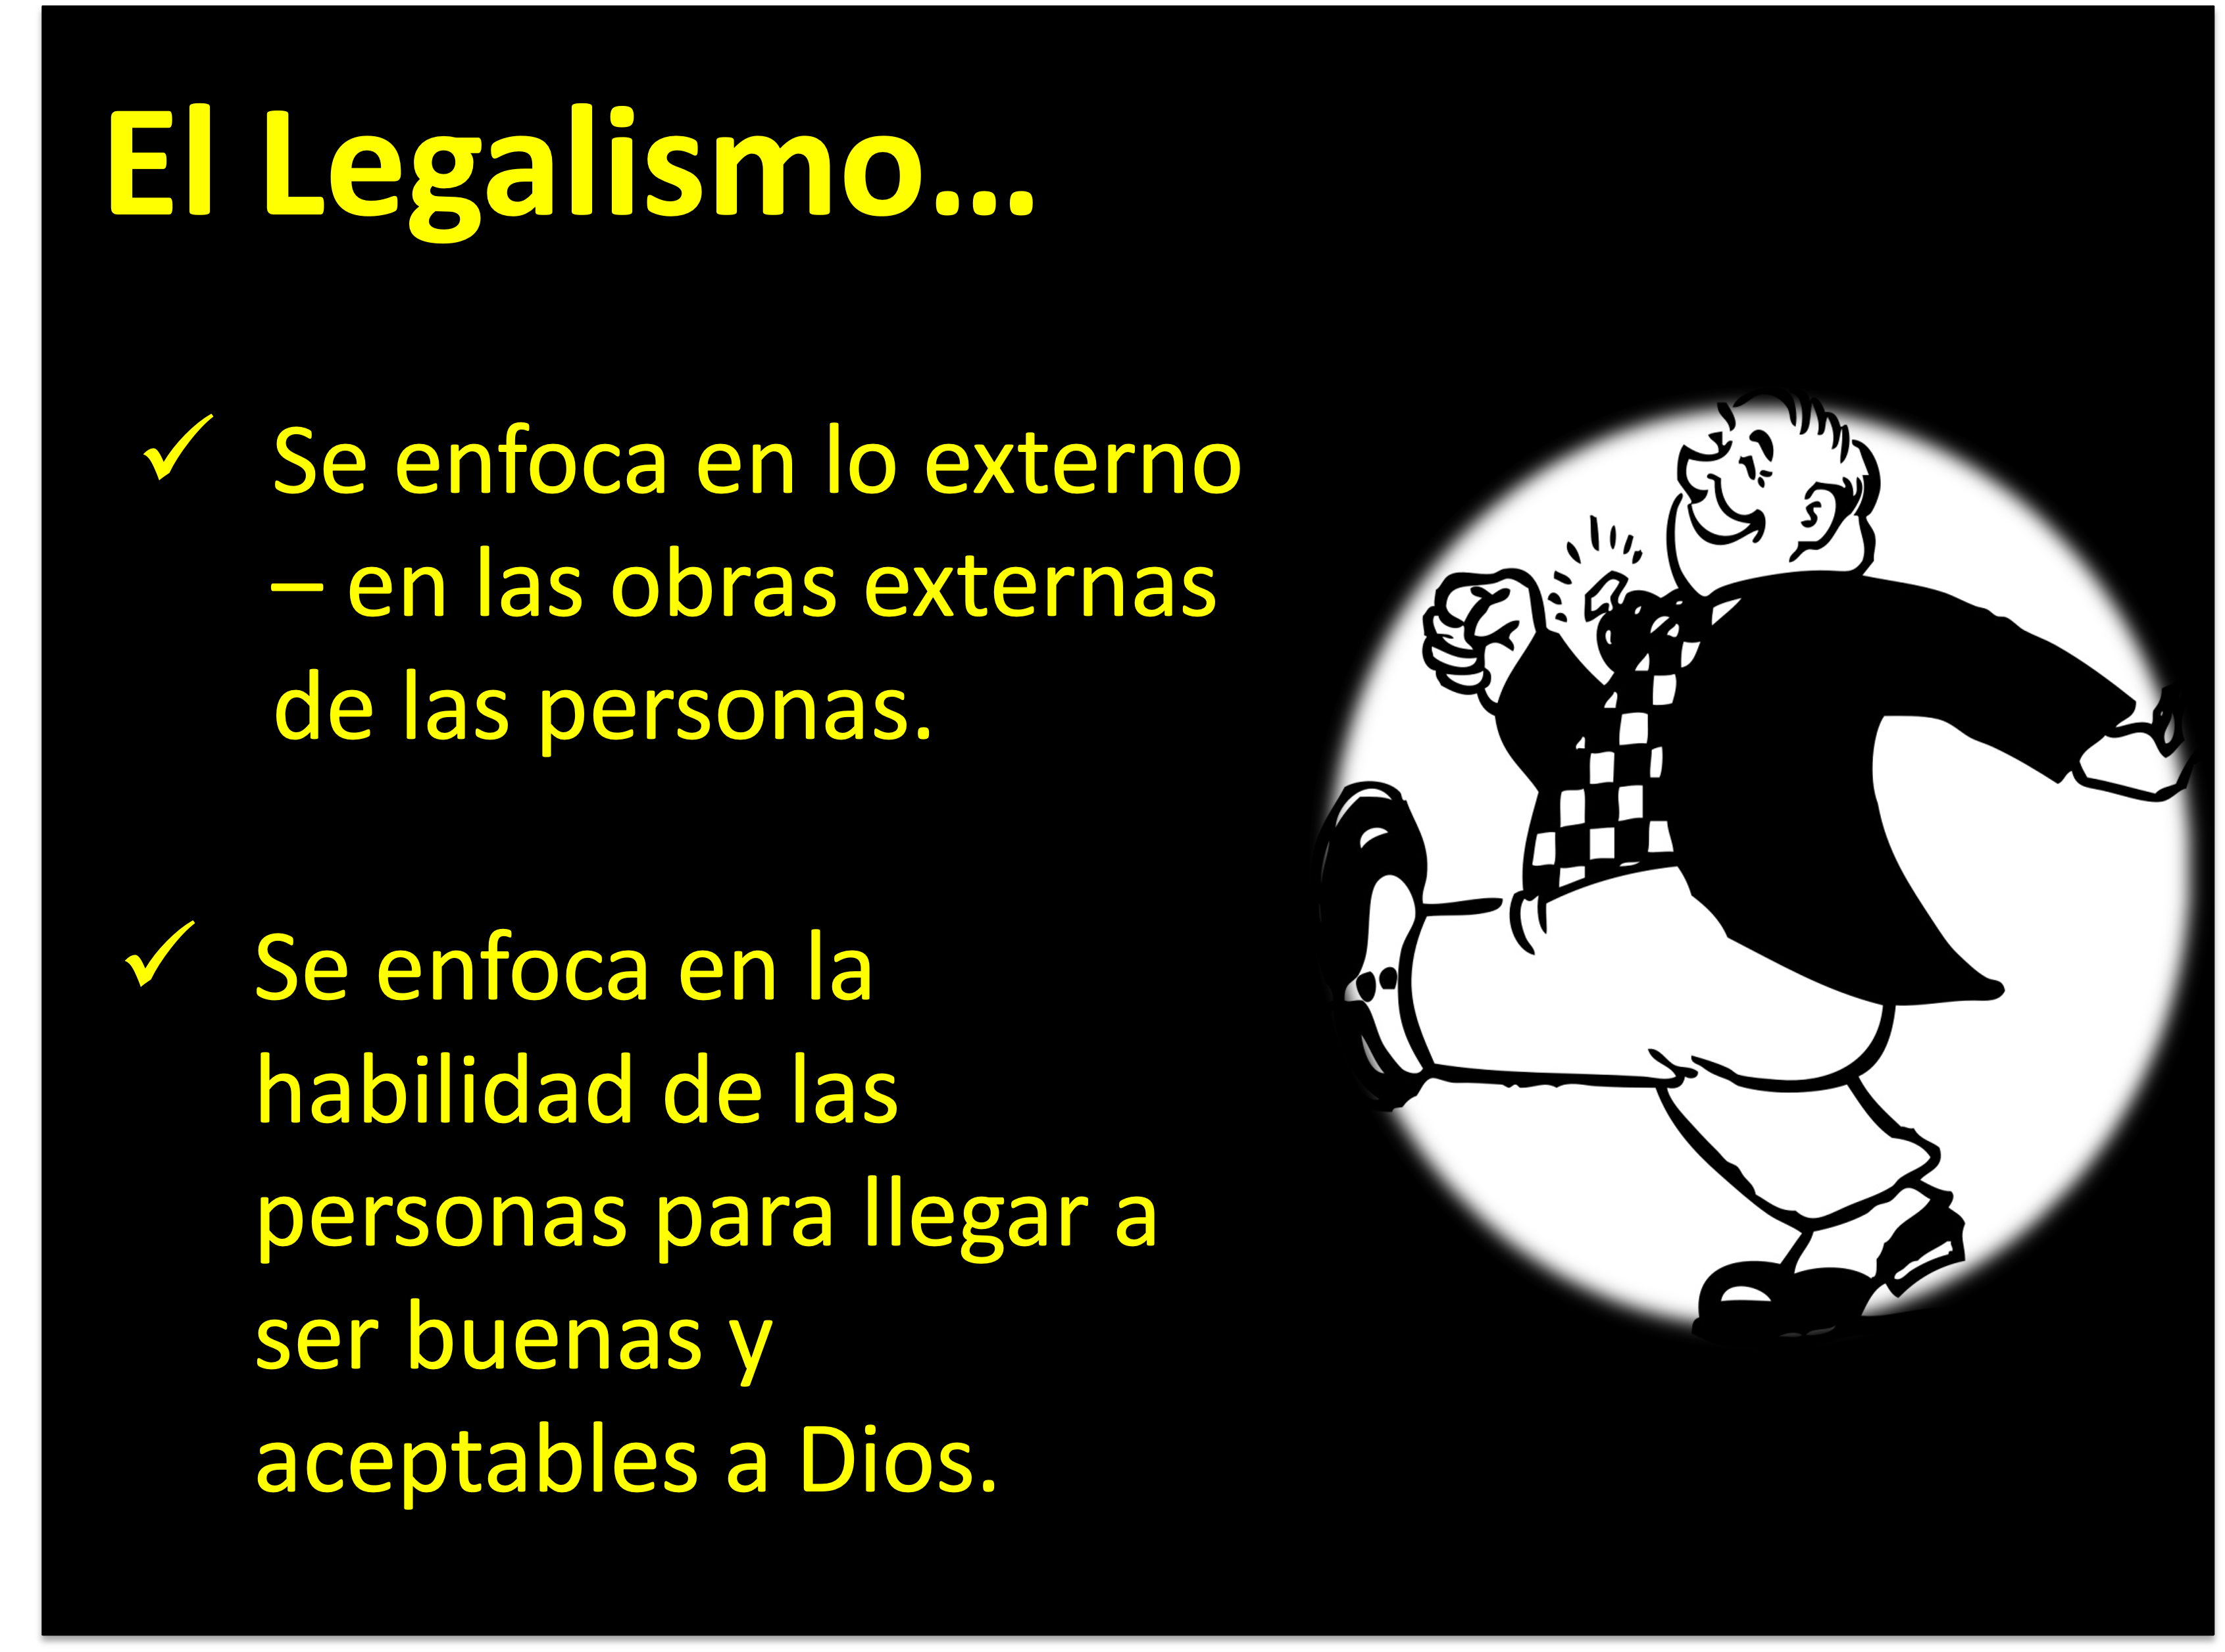 El Legalismo...
✓ Se enfoca en lo externo
– en las obras externas
de las personas.
✓ Se enfoca en la
habilidad de las
personas para llegar a
ser buenas y
aceptables a Dios.